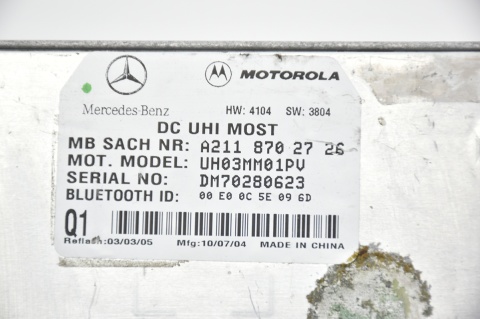 MOTOROLA
Mercedes-Benz HW: 4104 SW: 3804
DC UHI MOST
MB SACH NR: A211 870 27 26
MOT. MODEL: UH03MM01PV
SERIAL NO: DM70280623
BLUETOOTH ID: 00 E0 0C 5E 09 6D
Q1
Reflash:03/03/05 Mfg:10/07/04 MADE IN CHINA